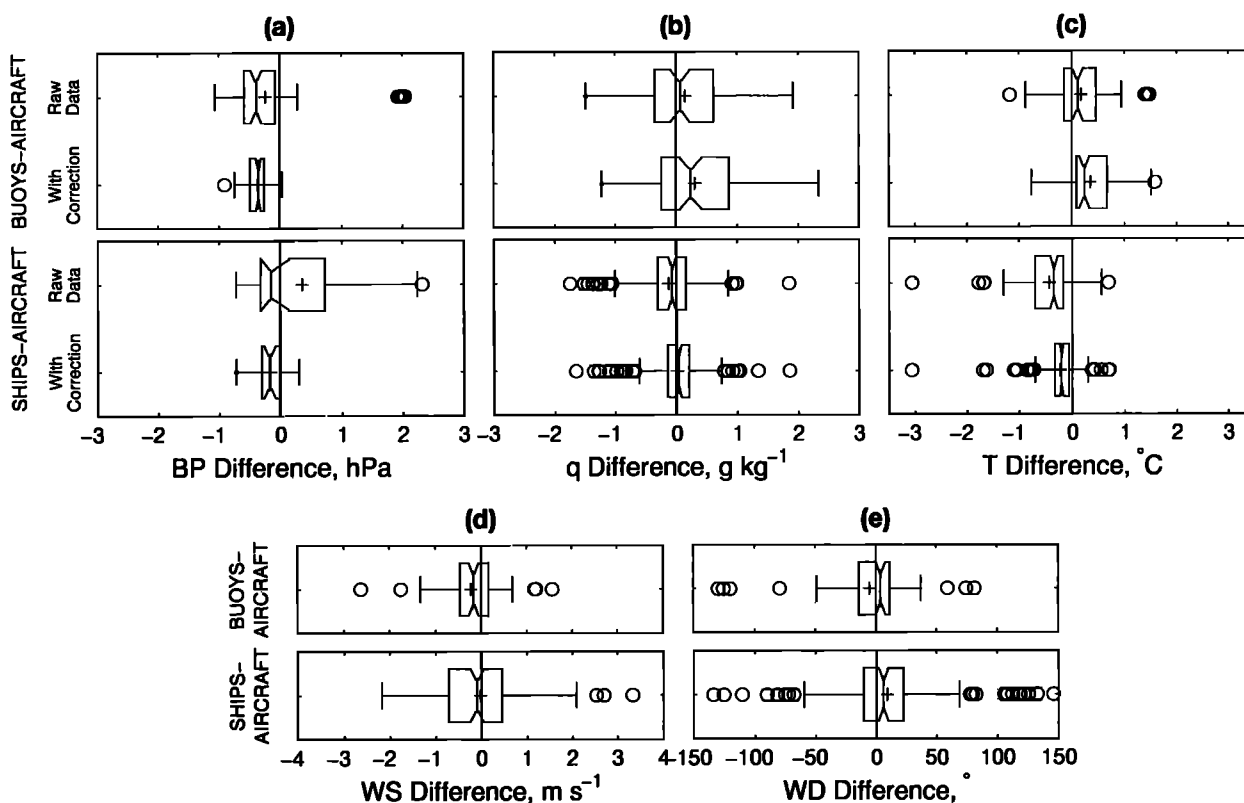 (a)
(b)
(c)
BUOYS-AIRCRAFT
Raw
Data
With
Correction
SHIPS-AIRCRAFT
Raw
Data
With
Correction
-3 -2 -1 0 1 2 3
-3 -2 -1 0 1 2 3
-3 -2 -1 0 1 2 3
BP Difference, hPa
q Difference, g kg⁻¹
T Difference, °C
(d)
(e)
BUOYS-
AIRCRAFT
SHIPS-
AIRCRAFT
-4 -3 -2 -1 0 1 2 3 4
-150 -100 -50 0 50 100 150
WS Difference, m s⁻¹
WD Difference, °